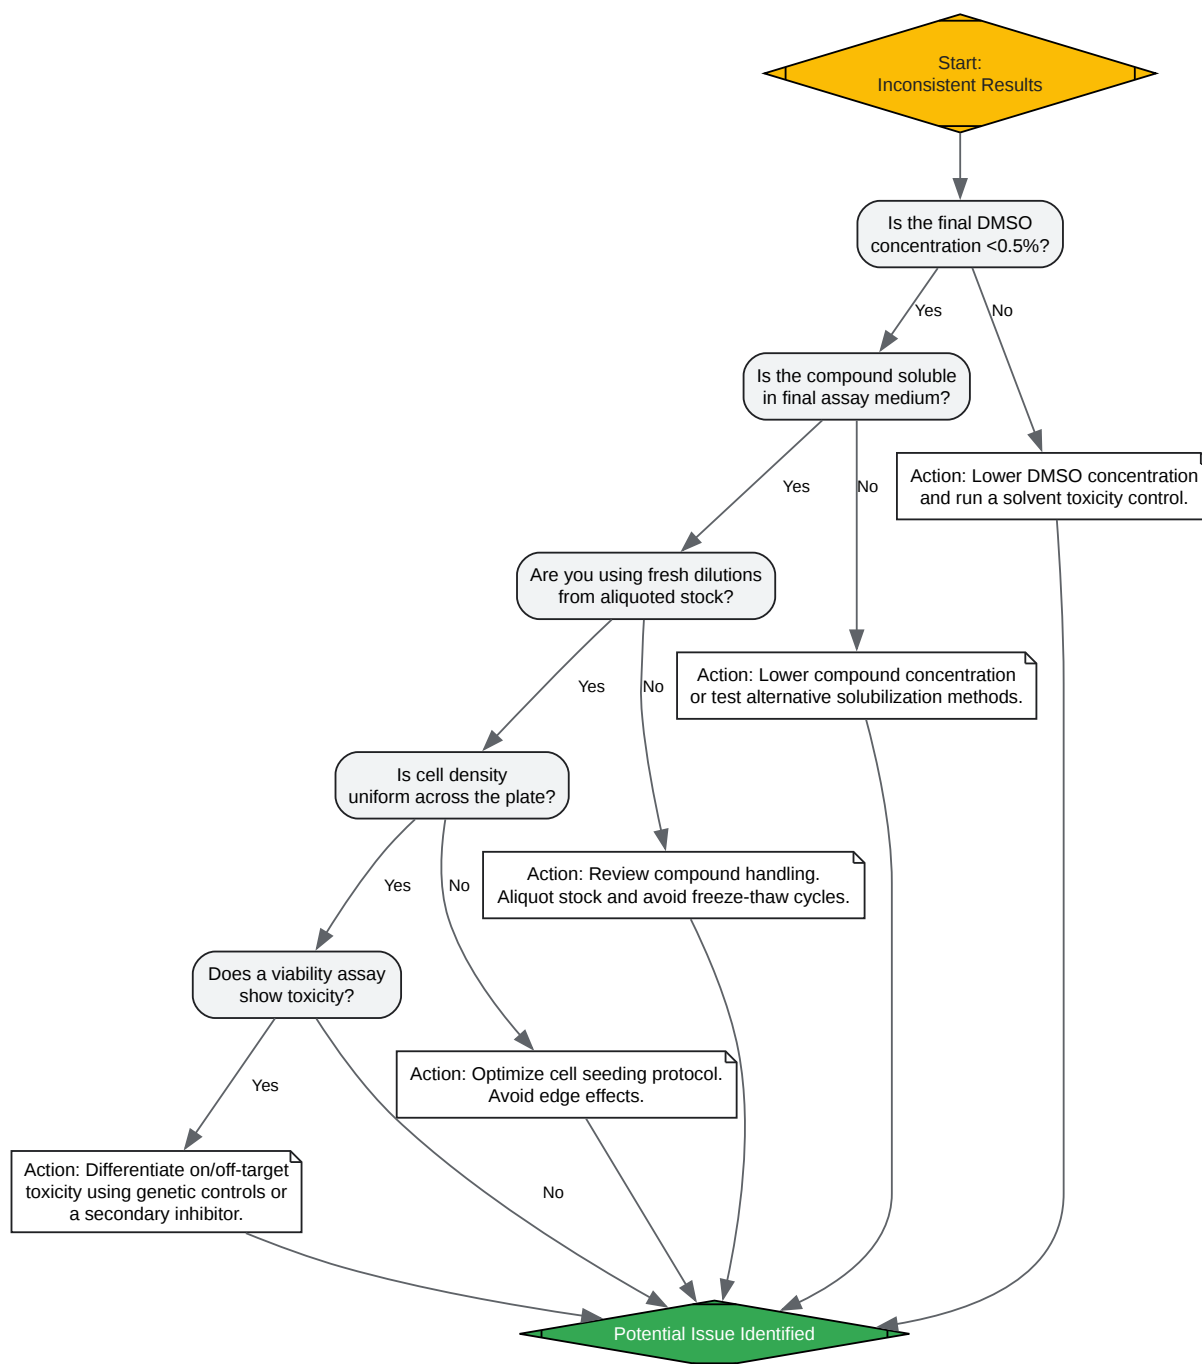 Start:
Inconsistent Results
Is the final DMSO
concentration <0.5%?
Yes
No
Is the compound soluble
in final assay medium?
Action: Lower DMSO concentration
and run a solvent toxicity control.
Yes
No
Are you using fresh dilutions
from aliquoted stock?
Action: Lower compound concentration
or test alternative solubilization methods.
Yes
No
Is cell density
uniform across the plate?
Action: Review compound handling.
Aliquot stock and avoid freeze-thaw cycles.
Yes
No
Does a viability assay
show toxicity?
Action: Optimize cell seeding protocol.
Avoid edge effects.
Yes
No
Action: Differentiate on/off-target
toxicity using genetic controls or
a secondary inhibitor.
Potential Issue Identified